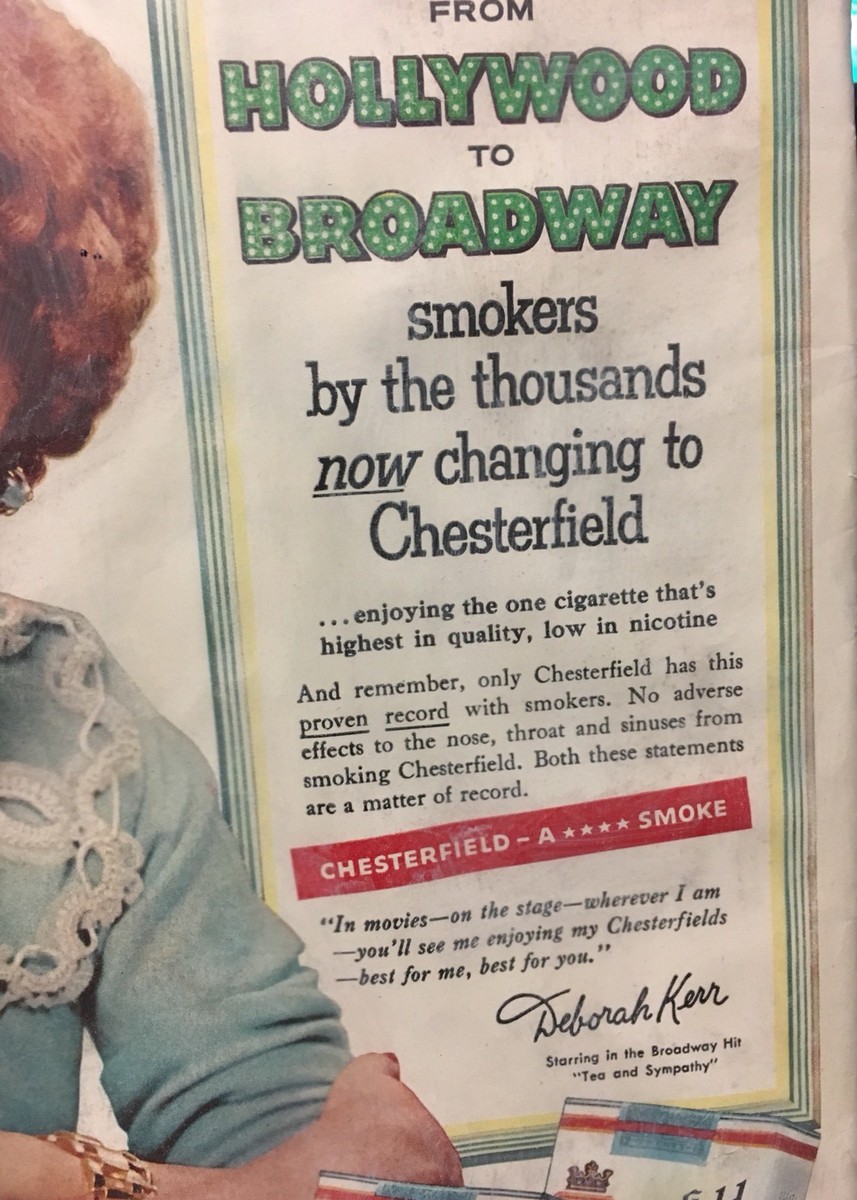 FROM
HOLLYWOOD
TO
BROADWAY
smokers
by the thousands
now changing to
Chesterfield
...enjoying the one cigarette that's
highest in quality, low in nicotine
And remember, only Chesterfield has this
proven record with smokers. No adverse
effects to the nose, throat and sinuses from
smoking Chesterfield. Both these statements
are a matter of record.
CHESTERFIELD – A ★★★★ SMOKE
"In movies—on the stage—wherever I am
—you'll see me enjoying my Chesterfields
—best for me, best for you."
Deborah Kerr
Starring in the Broadway Hit
"Tea and Sympathy"